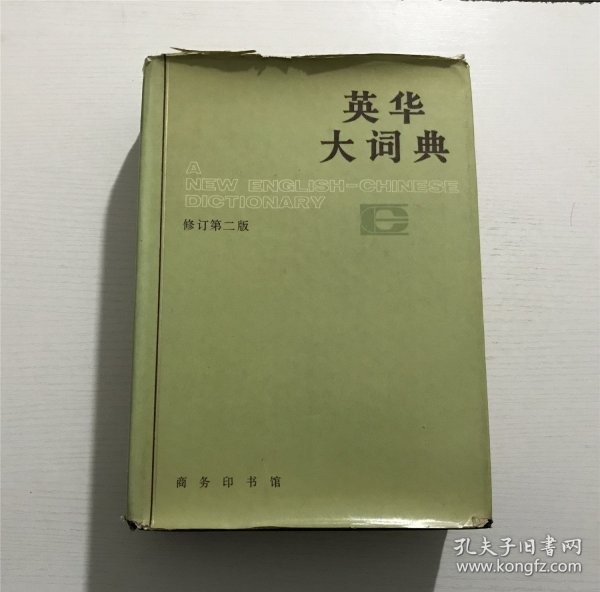 英华
大词典
A
NEW ENGLISH-CHINESE
DICTIONARY
修订第二版
商务印书馆
孔夫子旧书网
www.kongfz.com